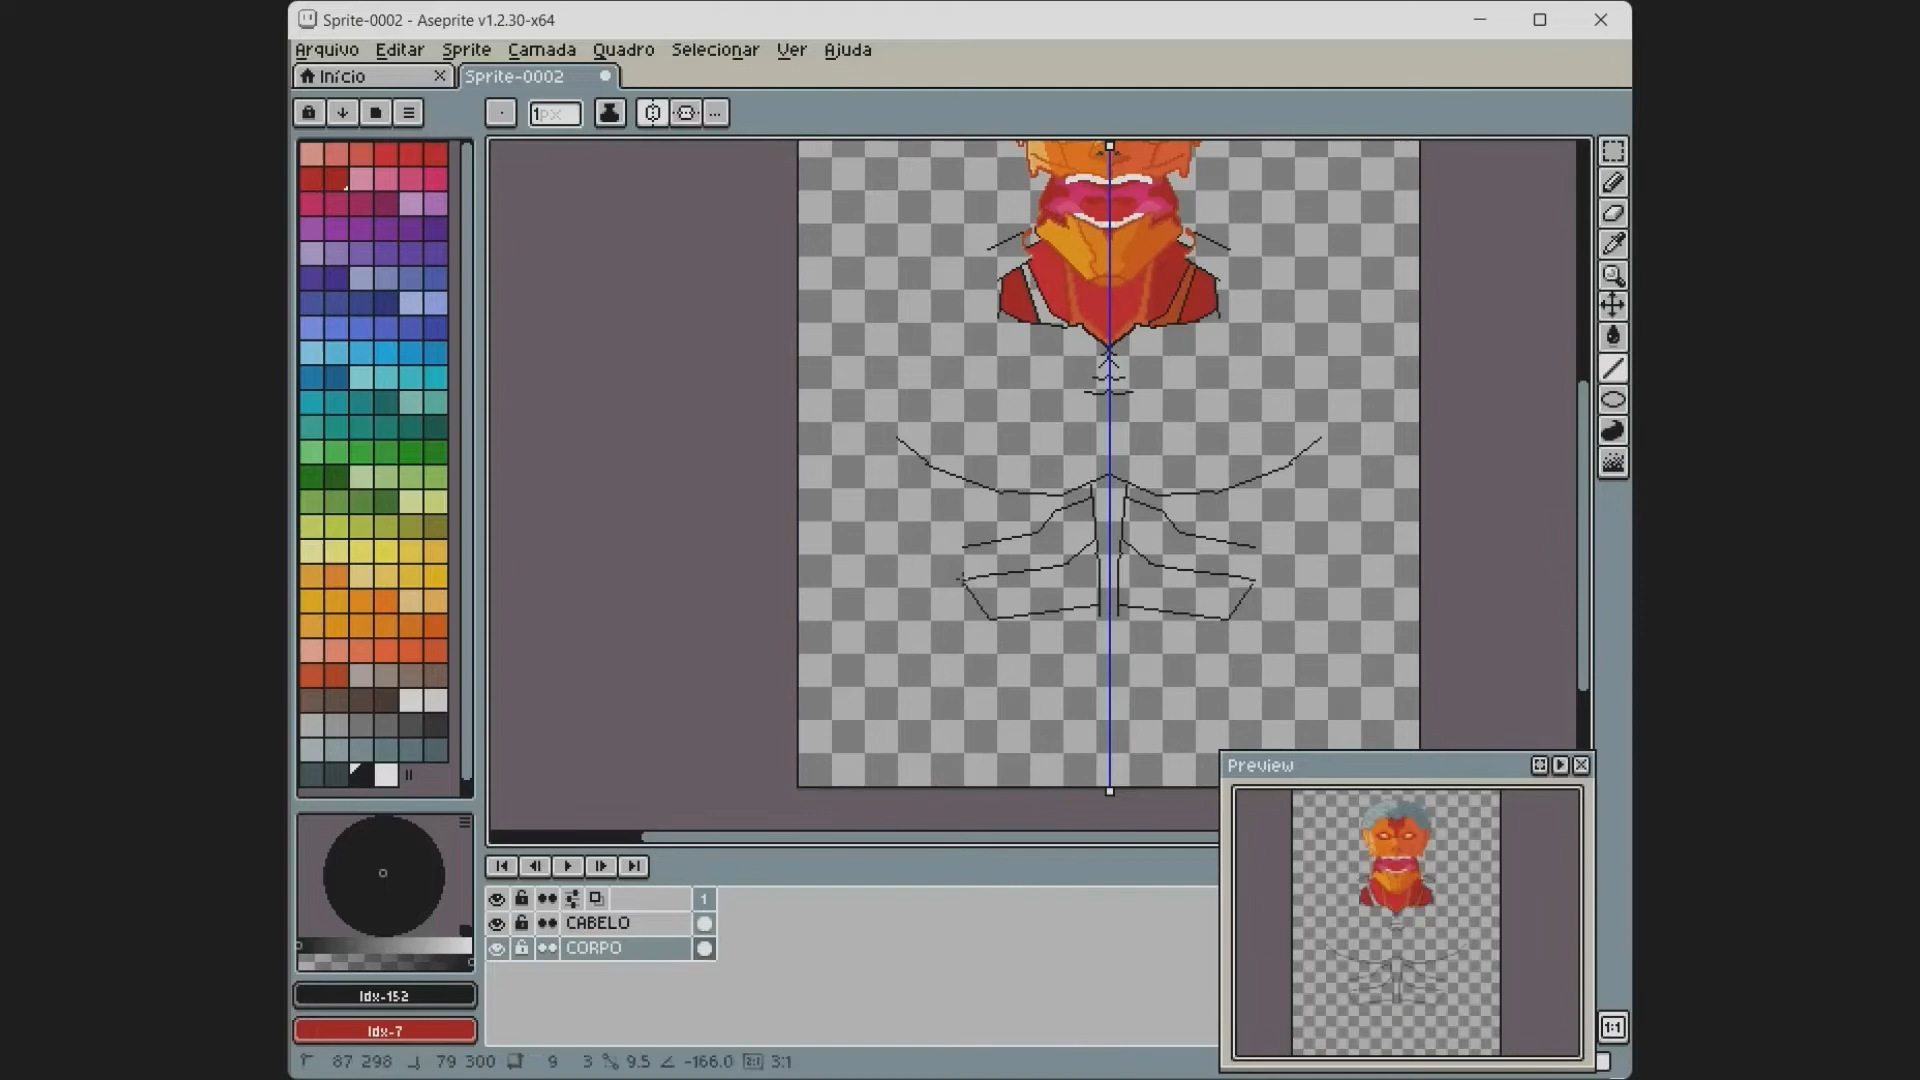 Sprite-0002 - Aseprite v1.2.30-x64
Arquivo Editar Sprite Camada Quadro Selecionar Ver Ajuda
Início
Sprite-0002
1px
Preview
1
CABELO
CORPO
Idx-152
Idx-7
87 298 79 300 9 3 9.5 -166.0 3:1
1:1